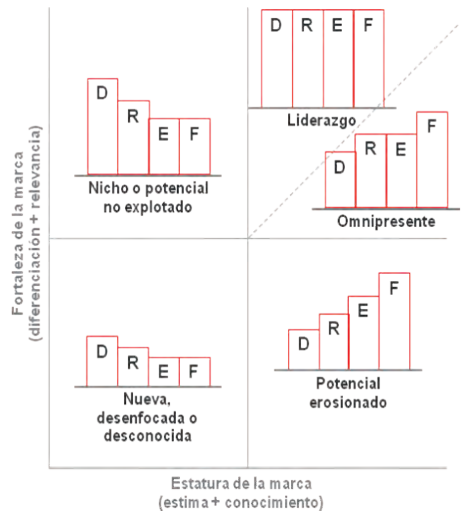 D R E F
Liderazgo
D R E F
Nicho o potencial
no explotado
D R E F
Omnipresente
D R E F
Nueva,
desenfocada o
desconocida
D R E F
Potencial
erosionado
Fortaleza de la marca
(diferenciación + relevancia)
Estatura de la marca
(estima + conocimiento)